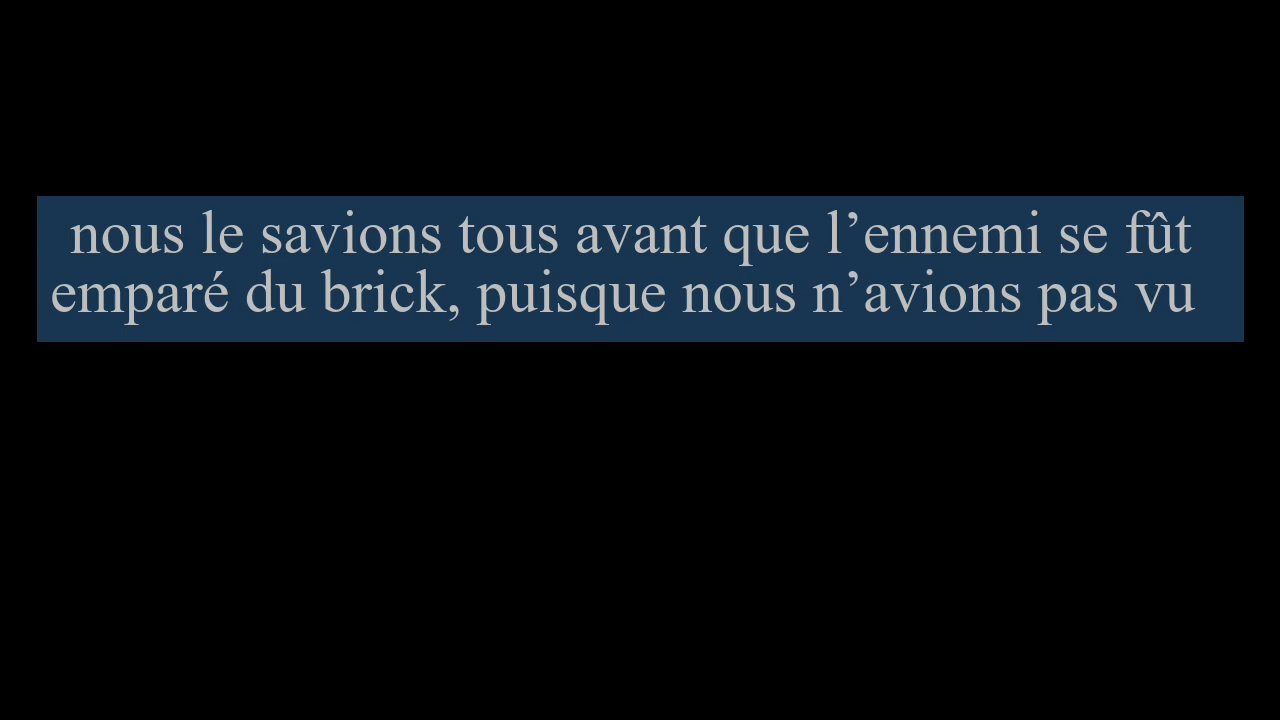 nous le savions tous avant que l’ennemi se fût
emparé du brick, puisque nous n’avions pas vu